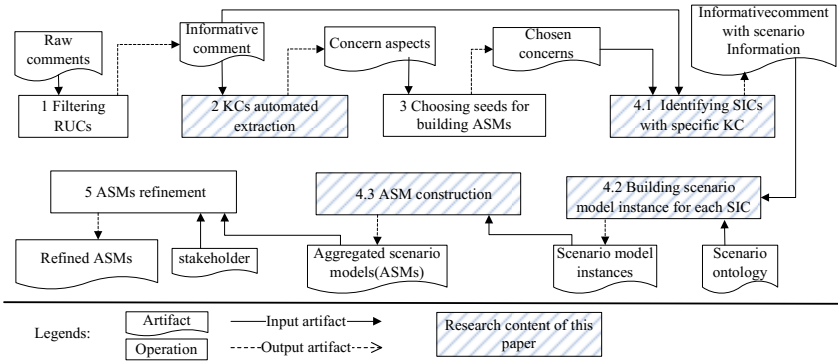 Raw
comments
Informative
comment
Concern aspects
Chosen
concerns
Informativecomment
with scenario
Information
1 Filtering
RUCs
2 KCs automated
extraction
3 Choosing seeds for
building ASMs
4.1 Identifying SICs
with specific KC
5 ASMs refinement
4.3 ASM construction
4.2 Building scenario
model instance for each SIC
Refined ASMs
stakeholder
Aggregated scenario
models(ASMs)
Scenario model
instances
Scenario
ontology
Legends:
Artifact
Operation
Input artifact
Output artifact
Research content of this
paper